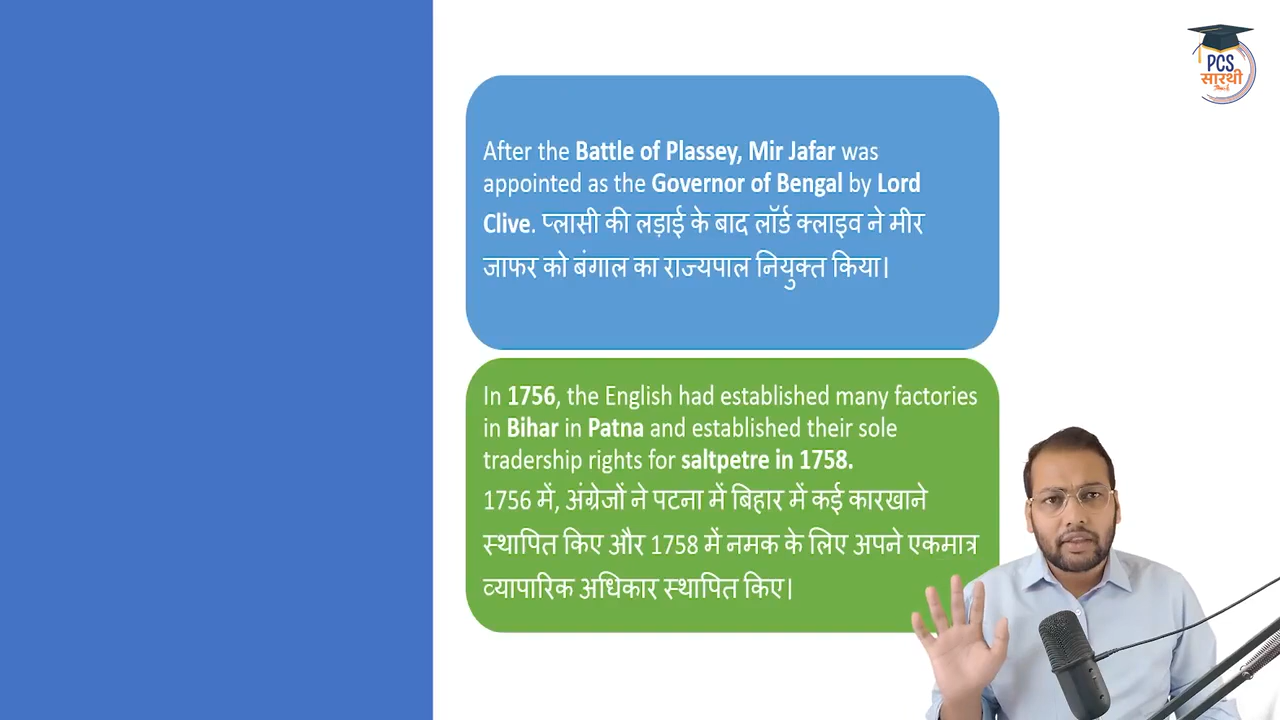 PCS
सारथी
After the Battle of Plassey, Mir Jafar was
appointed as the Governor of Bengal by Lord
Clive. प्लासी की लड़ाई के बाद लॉर्ड क्लाइव ने मीर
जाफर को बंगाल का राज्यपाल नियुक्त किया।
In 1756, the English had established many factories
in Bihar in Patna and established their sole
tradership rights for saltpetre in 1758.
1756 में, अंग्रेजों ने पटना में बिहार में कई कारखाने
स्थापित किए और 1758 में नमक के लिए अपने एकमात्र
व्यापारिक अधिकार स्थापित किए।